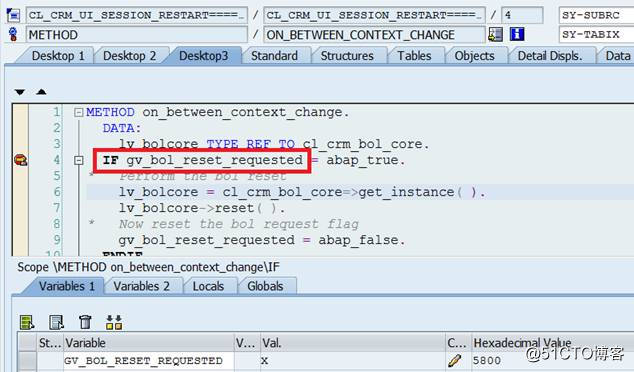 CL_CRM_UI_SESSION_RESTART====… / CL_CRM_UI_SESSION_RESTART====… / 4 SY-SUBRC
METHOD / ON_BETWEEN_CONTEXT_CHANGE SY-TABIX
Desktop 1 Desktop 2 Desktop3 Standard Structures Tables Objects Detail Displs. Data
1 METHOD on_between_context_change.
2 DATA:
3 lv_bolcore TYPE REF TO cl_crm_bol_core.
4 IF gv_bol_reset_requested = abap_true.
5 * Perform the bol reset
6 lv_bolcore = cl_crm_bol_core=>get_instance( ).
7 lv_bolcore->reset( ).
8 * Now reset the bol request flag
9 gv_bol_reset_requested = abap_false.
10 ENDIF
Scope \METHOD on_between_context_change\IF
Variables 1 Variables 2 Locals Globals
St... Variable V... Val. C... Hexadecimal Value
GV_BOL_RESET_REQUESTED X 5800
@51CTO博客